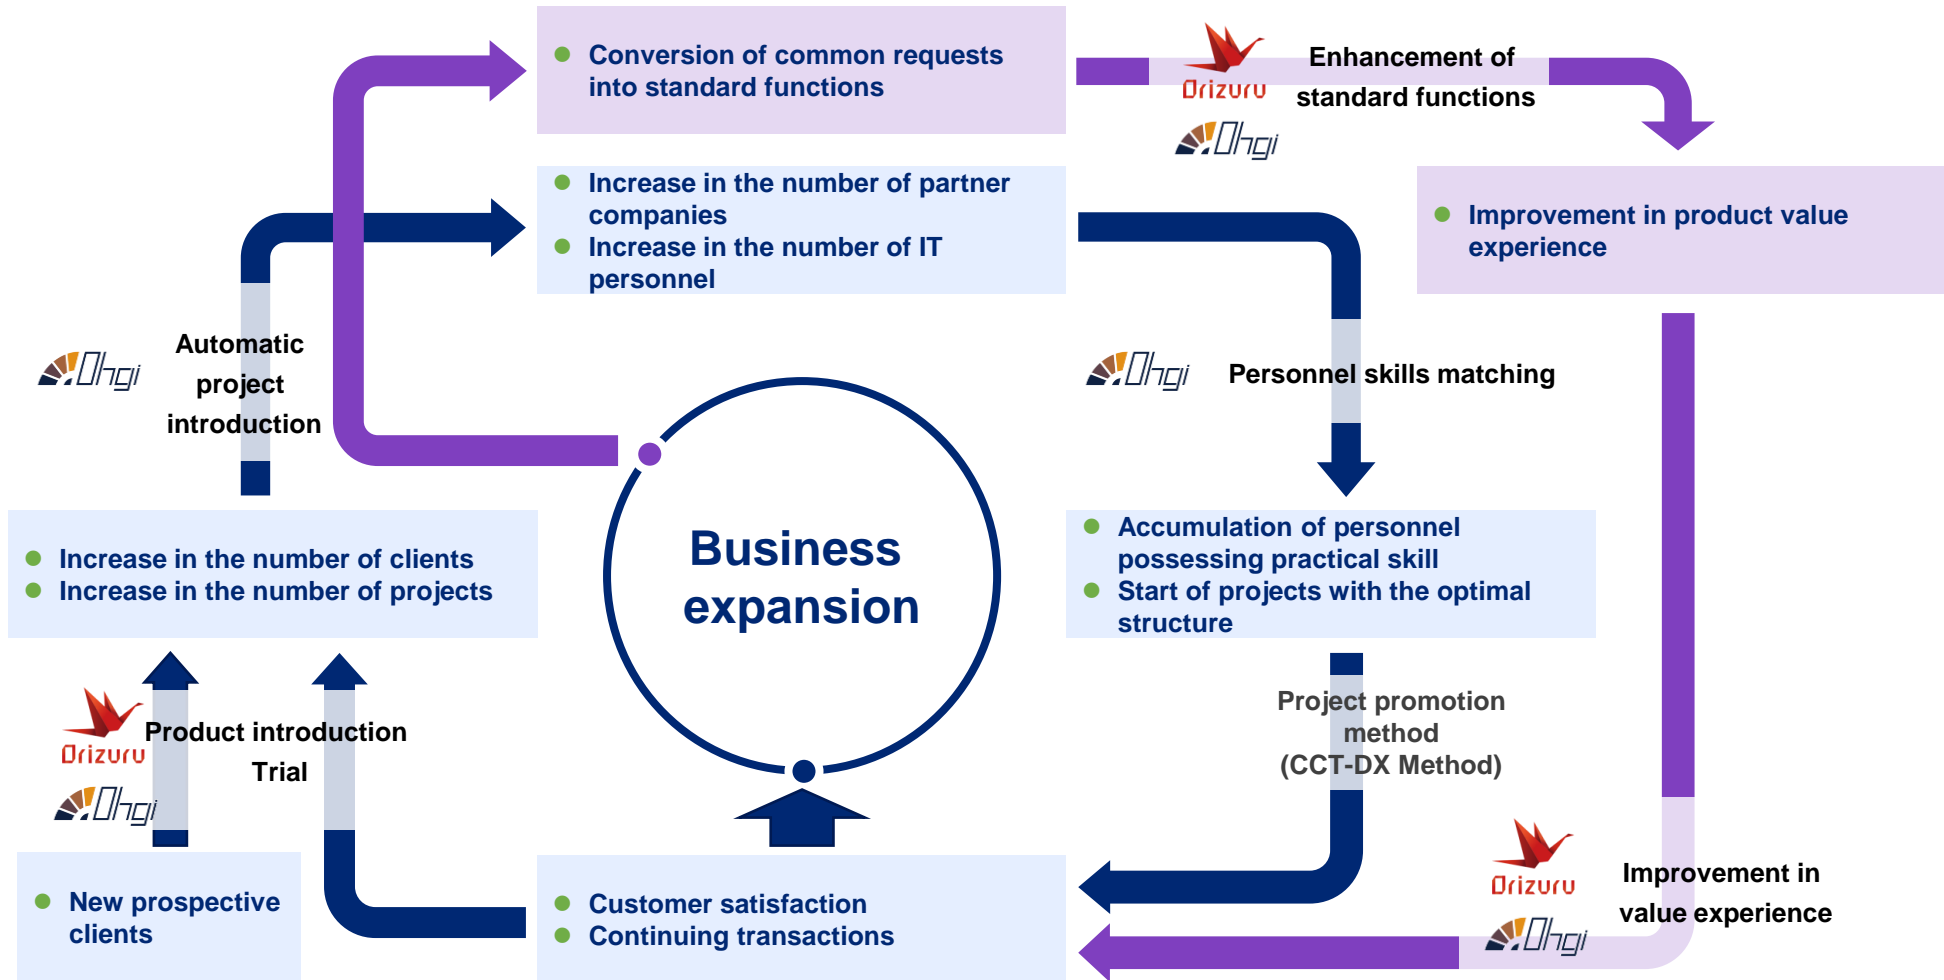 Conversion of common requests
into standard functions
Orizuru
Ohgi
Enhancement of
standard functions
Increase in the number of partner
companies
Increase in the number of IT
personnel
Improvement in product value
experience
Ohgi
Automatic
project
introduction
Ohgi
Personnel skills matching
Business
expansion
Increase in the number of clients
Increase in the number of projects
Accumulation of personnel
possessing practical skill
Start of projects with the optimal
structure
Orizuru
Ohgi
Product introduction
Trial
Project promotion
method
(CCT-DX Method)
New prospective
clients
Customer satisfaction
Continuing transactions
Orizuru
Ohgi
Improvement in
value experience